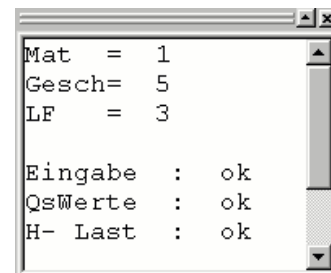 Mat = 1
Gesch= 5
LF = 3
Eingabe : ok
QsWerte : ok
H- Last : ok